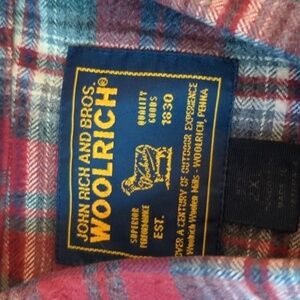 JOHN RICH AND BROS.
WOOLRICH®
SUPERIOR PERFORMANCE
QUALITY GOODS
EST. 1830
OVER A CENTURY OF OUTDOOR EXPERIENCE
Woolrich Woolen Mills - WOOLRICH, PENNA